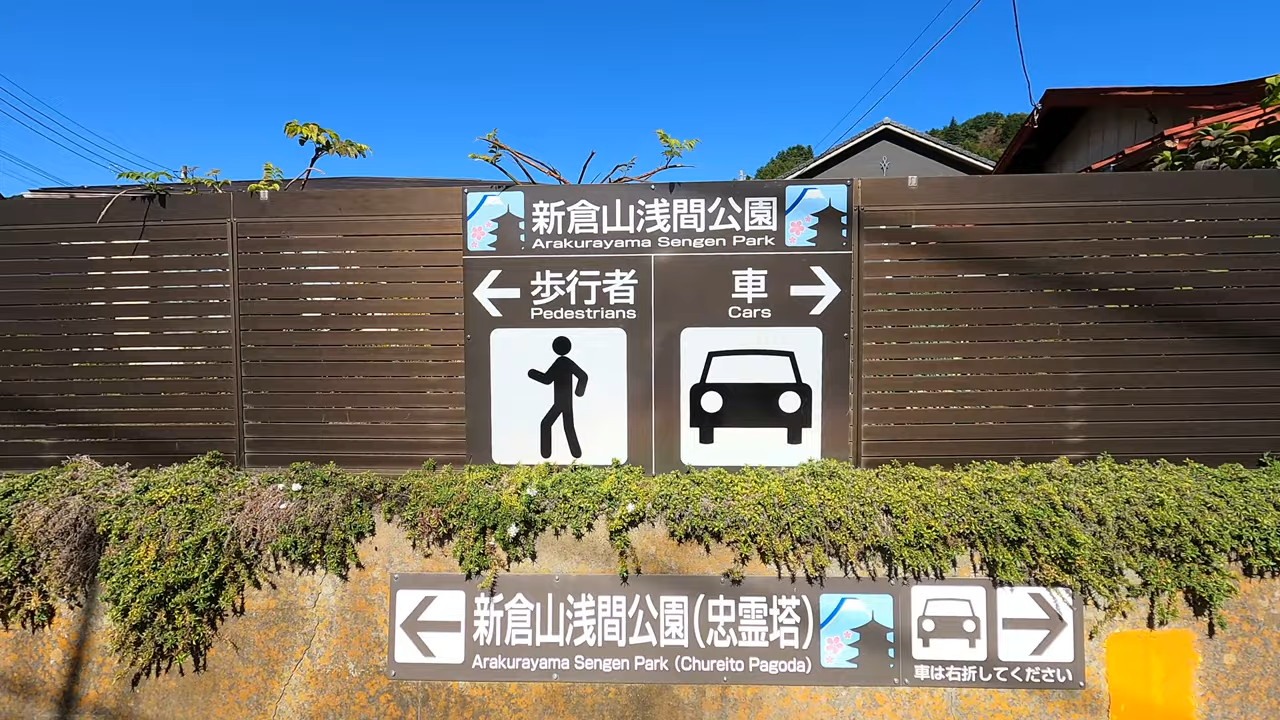 新倉山浅間公園
Arakurayama Sengen Park
歩行者
Pedestrians
車
Cars
新倉山浅間公園(忠霊塔)
Arakurayama Sengen Park (Chureito Pagoda)
車は右折してください